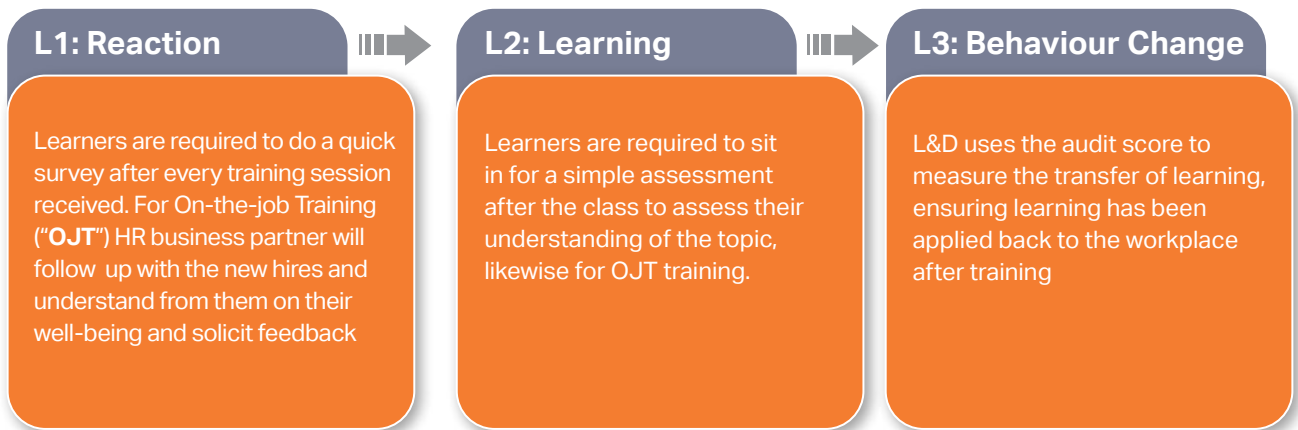 L1: Reaction
Learners are required to do a quick
survey after every training session
received. For On-the-job Training
(“OJT”) HR business partner will
follow up with the new hires and
understand from them on their
well-being and solicit feedback
L2: Learning
Learners are required to sit
in for a simple assessment
after the class to assess their
understanding of the topic,
likewise for OJT training.
L3: Behaviour Change
L&D uses the audit score to
measure the transfer of learning,
ensuring learning has been
applied back to the workplace
after training